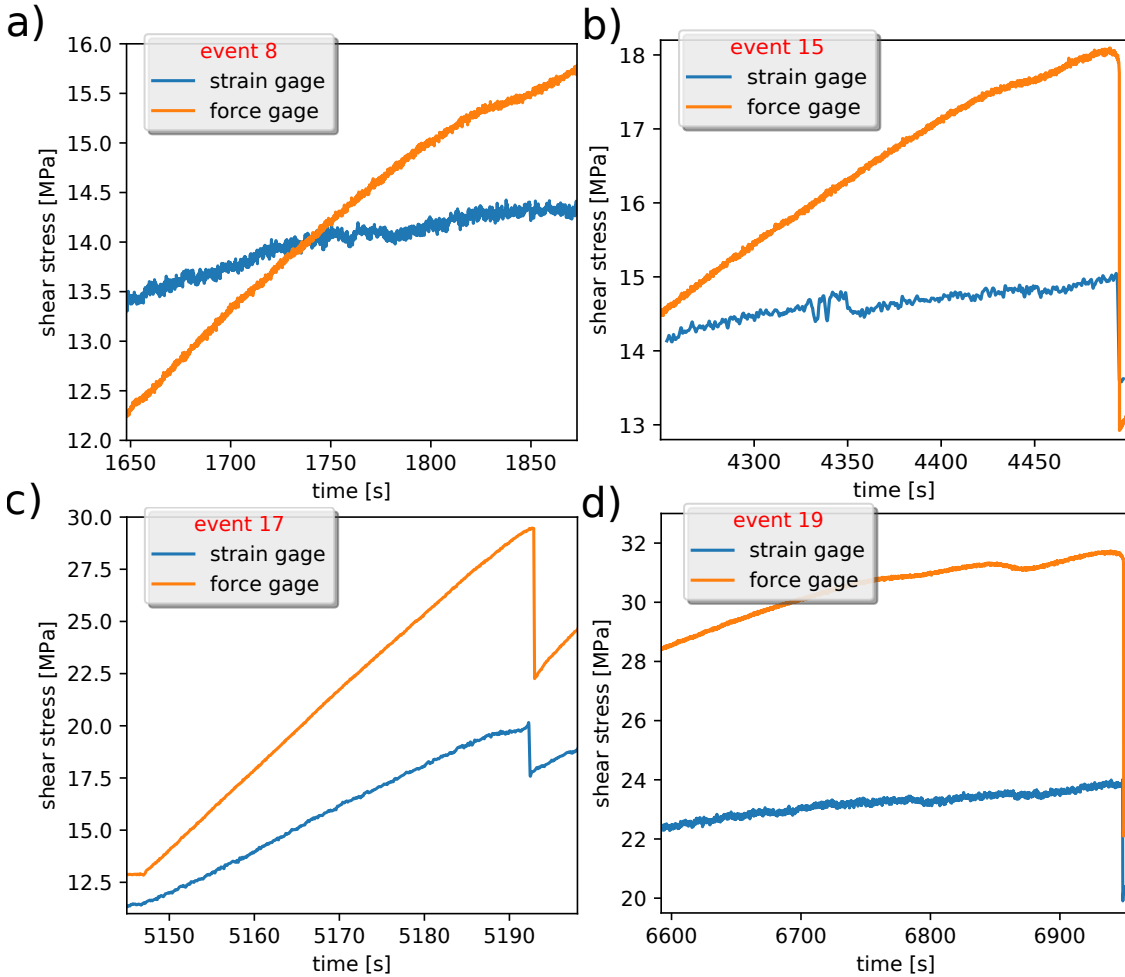 a)
event 8
strain gage
force gage
16.0
15.5
15.0
14.5
14.0
13.5
13.0
12.5
12.0
shear stress [MPa]
1650 1700 1750 1800 1850
time [s]
b)
event 15
strain gage
force gage
18
17
16
15
14
13
shear stress [MPa]
4300 4350 4400 4450
time [s]
c)
event 17
strain gage
force gage
30.0
27.5
25.0
22.5
20.0
17.5
15.0
12.5
shear stress [MPa]
5150 5160 5170 5180 5190
time [s]
d)
event 19
strain gage
force gage
32
30
28
26
24
22
20
shear stress [MPa]
6600 6700 6800 6900
time [s]